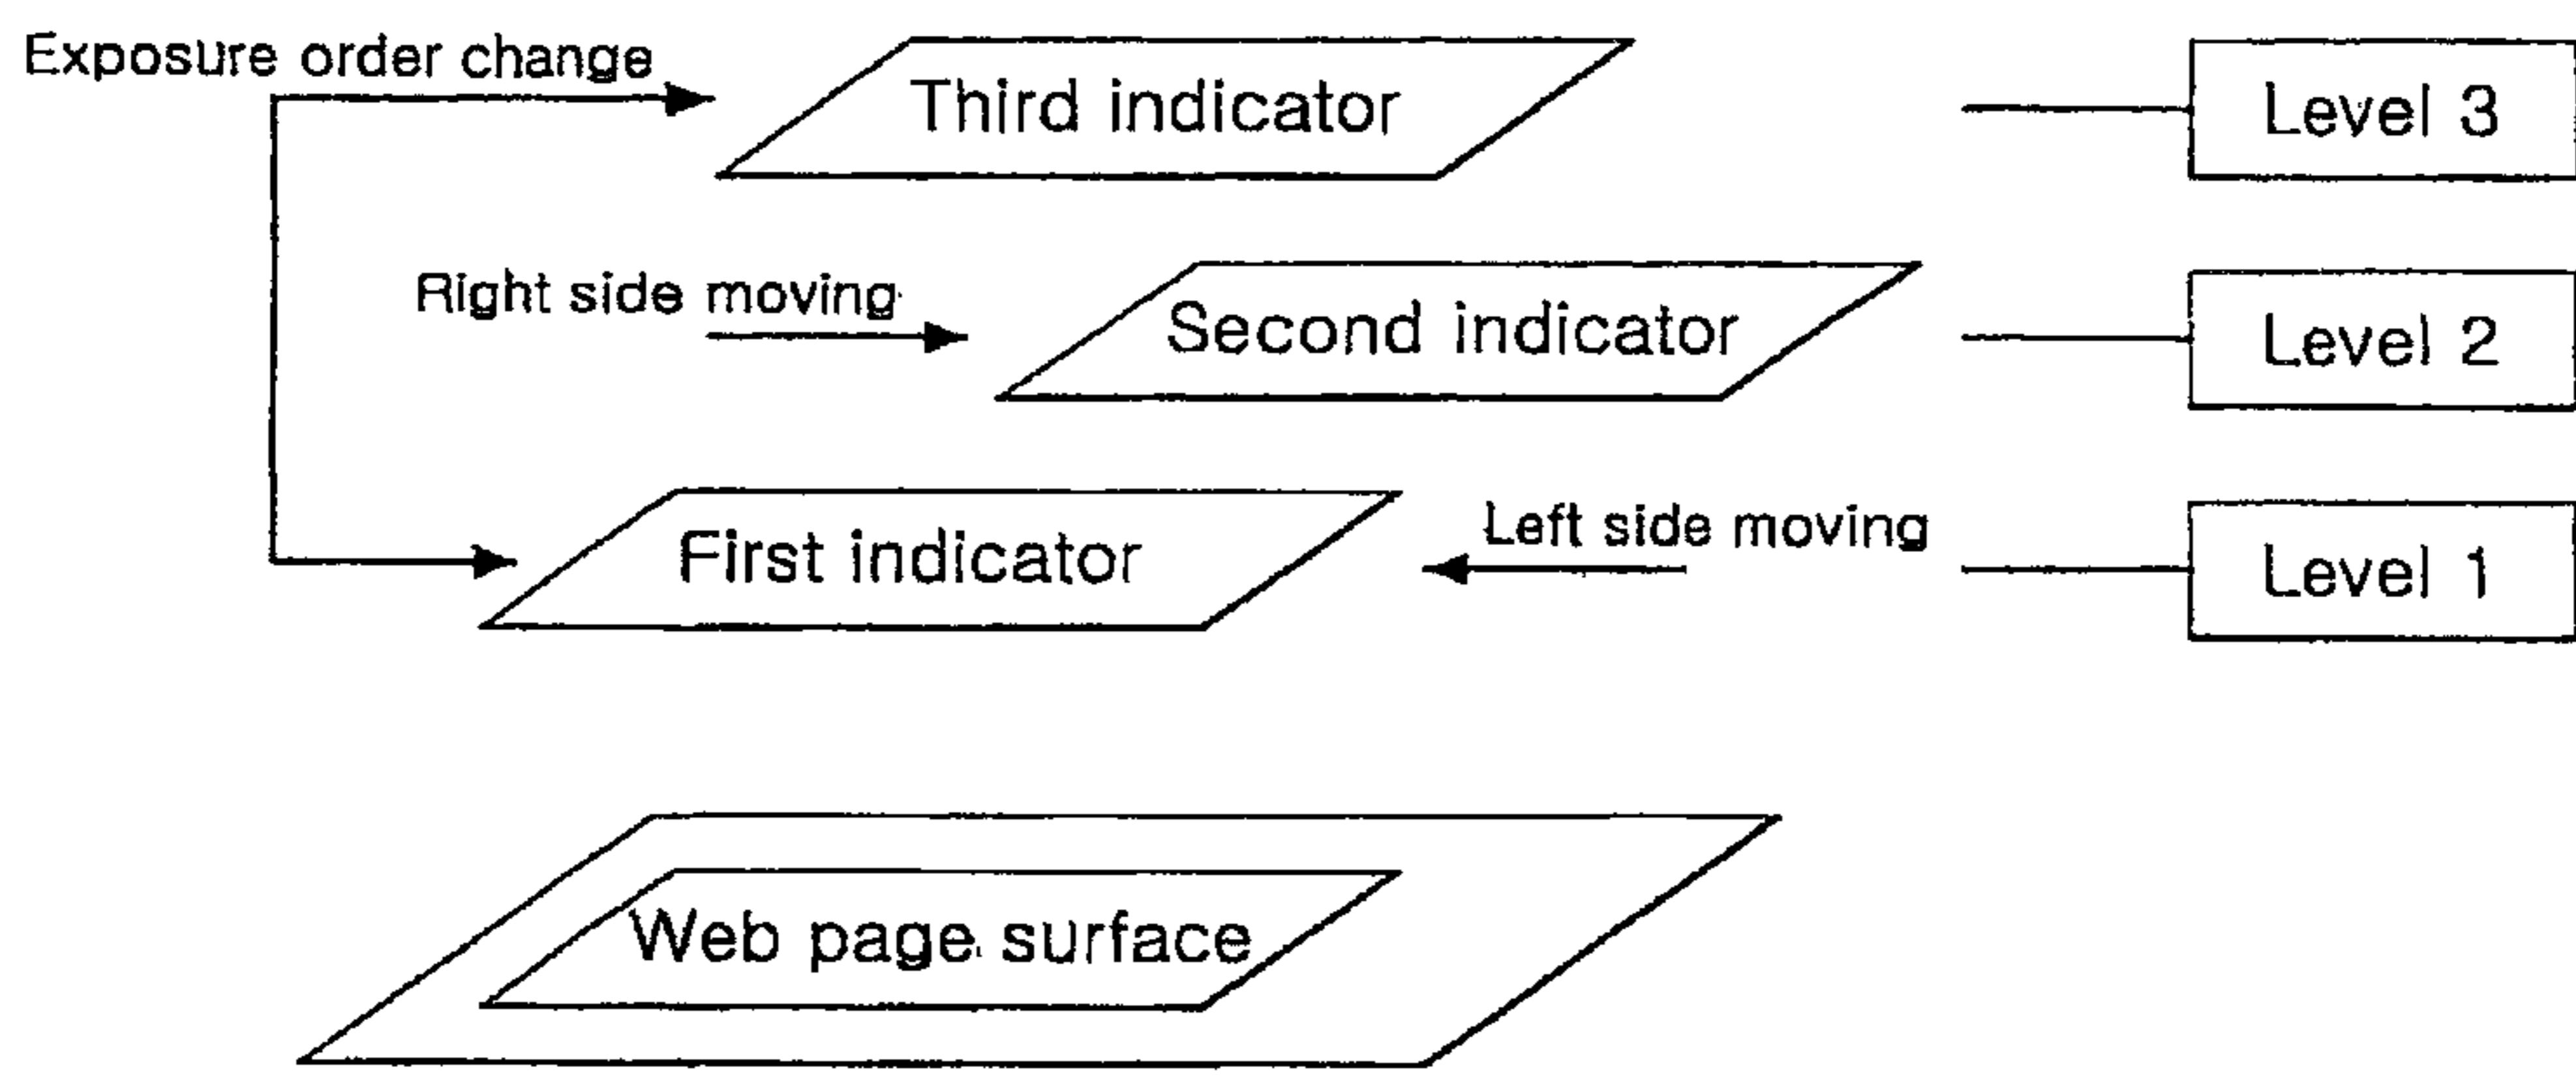 Exposure order change
Third indicator
Level 3
Right side moving
Second indicator
Level 2
First indicator
Left side moving
Level 1
Web page surface